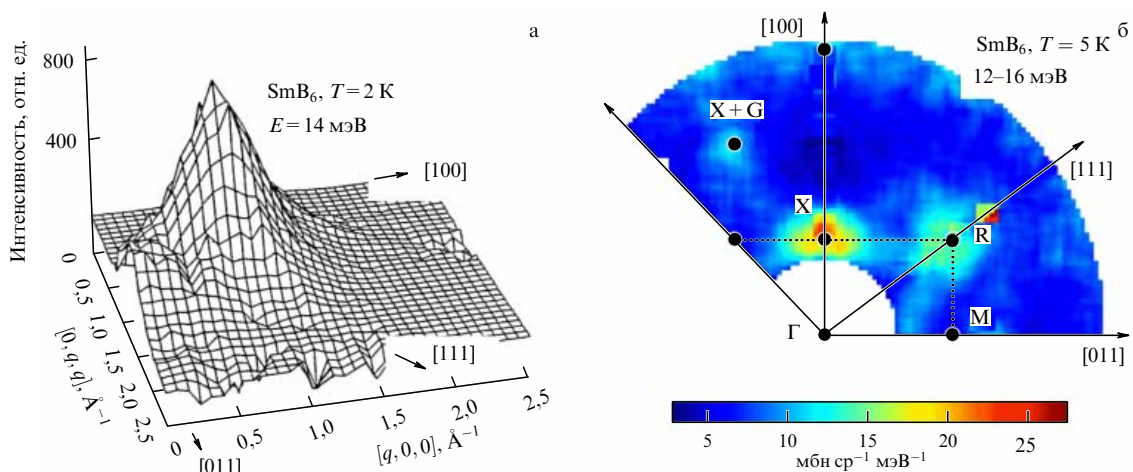 а
Интенсивность, отн. ед.
800
400
0
SmB₆, T = 2 К
E = 14 мэВ
[100]
[111]
[011]
0
0,5
1,0
1,5
2,0
2,5
[0, q, q], Å⁻¹
0
0,5
1,0
1,5
2,0
2,5
[q, 0, 0], Å⁻¹
б
[100]
SmB₆, T = 5 К
12–16 мэВ
X + G
[111]
X
R
Γ
M
[011]
5
10
15
20
25
мбн ср⁻¹ мэВ⁻¹